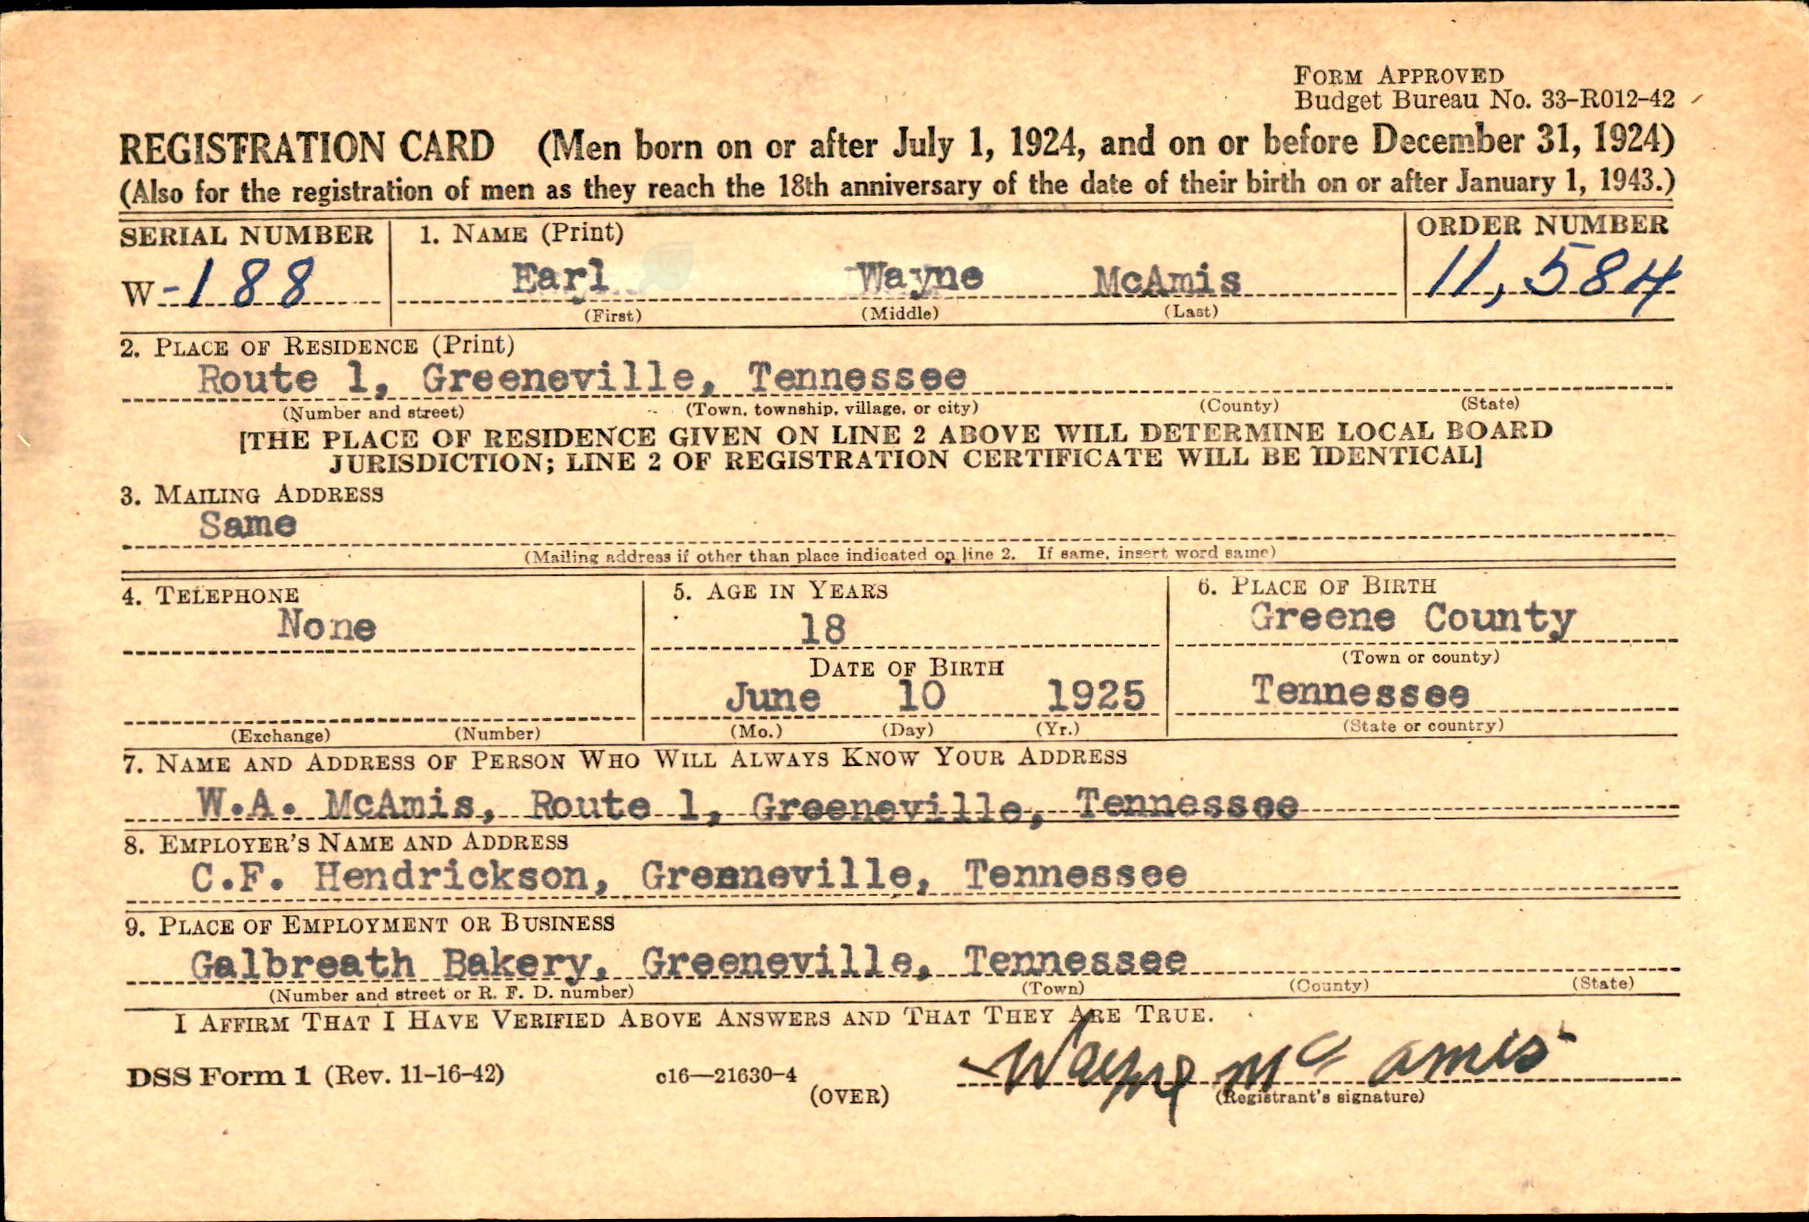 FORM APPROVED
Budget Bureau No. 33-R012-42
REGISTRATION CARD (Men born on or after July 1, 1924, and on or before December 31, 1924)
(Also for the registration of men as they reach the 18th anniversary of the date of their birth on or after January 1, 1943.)
SERIAL NUMBER 1. NAME (Print) ORDER NUMBER
W-188 Earl Wayne McAmis 11,584
(First) (Middle) (Last)
2. PLACE OF RESIDENCE (Print)
Route 1, Greeneville, Tennessee
(Number and street) (Town, township, village, or city) (County) (State)
[THE PLACE OF RESIDENCE GIVEN ON LINE 2 ABOVE WILL DETERMINE LOCAL BOARD
JURISDICTION; LINE 2 OF REGISTRATION CERTIFICATE WILL BE IDENTICAL]
3. MAILING ADDRESS
Same
(Mailing address if other than place indicated on line 2. If same, insert word same)
4. TELEPHONE 5. AGE IN YEARS 6. PLACE OF BIRTH
None 18 Greene County
(Town or county)
DATE OF BIRTH
June 10 1925 Tennessee
(Exchange) (Number) (Mo.) (Day) (Yr.) (State or country)
7. NAME AND ADDRESS OF PERSON WHO WILL ALWAYS KNOW YOUR ADDRESS
W.A. McAmis, Route 1, Greeneville, Tennessee
8. EMPLOYER'S NAME AND ADDRESS
C.F. Hendrickson, Greenneville, Tennessee
9. PLACE OF EMPLOYMENT OR BUSINESS
Galbreath Bakery, Greeneville, Tennessee
(Number and street or R. F. D. number) (Town) (County) (State)
I AFFIRM THAT I HAVE VERIFIED ABOVE ANSWERS AND THAT THEY ARE TRUE.
DSS Form 1 (Rev. 11-16-42) c16—21630-4 (OVER) Wayne McAmis
(Registrant's signature)